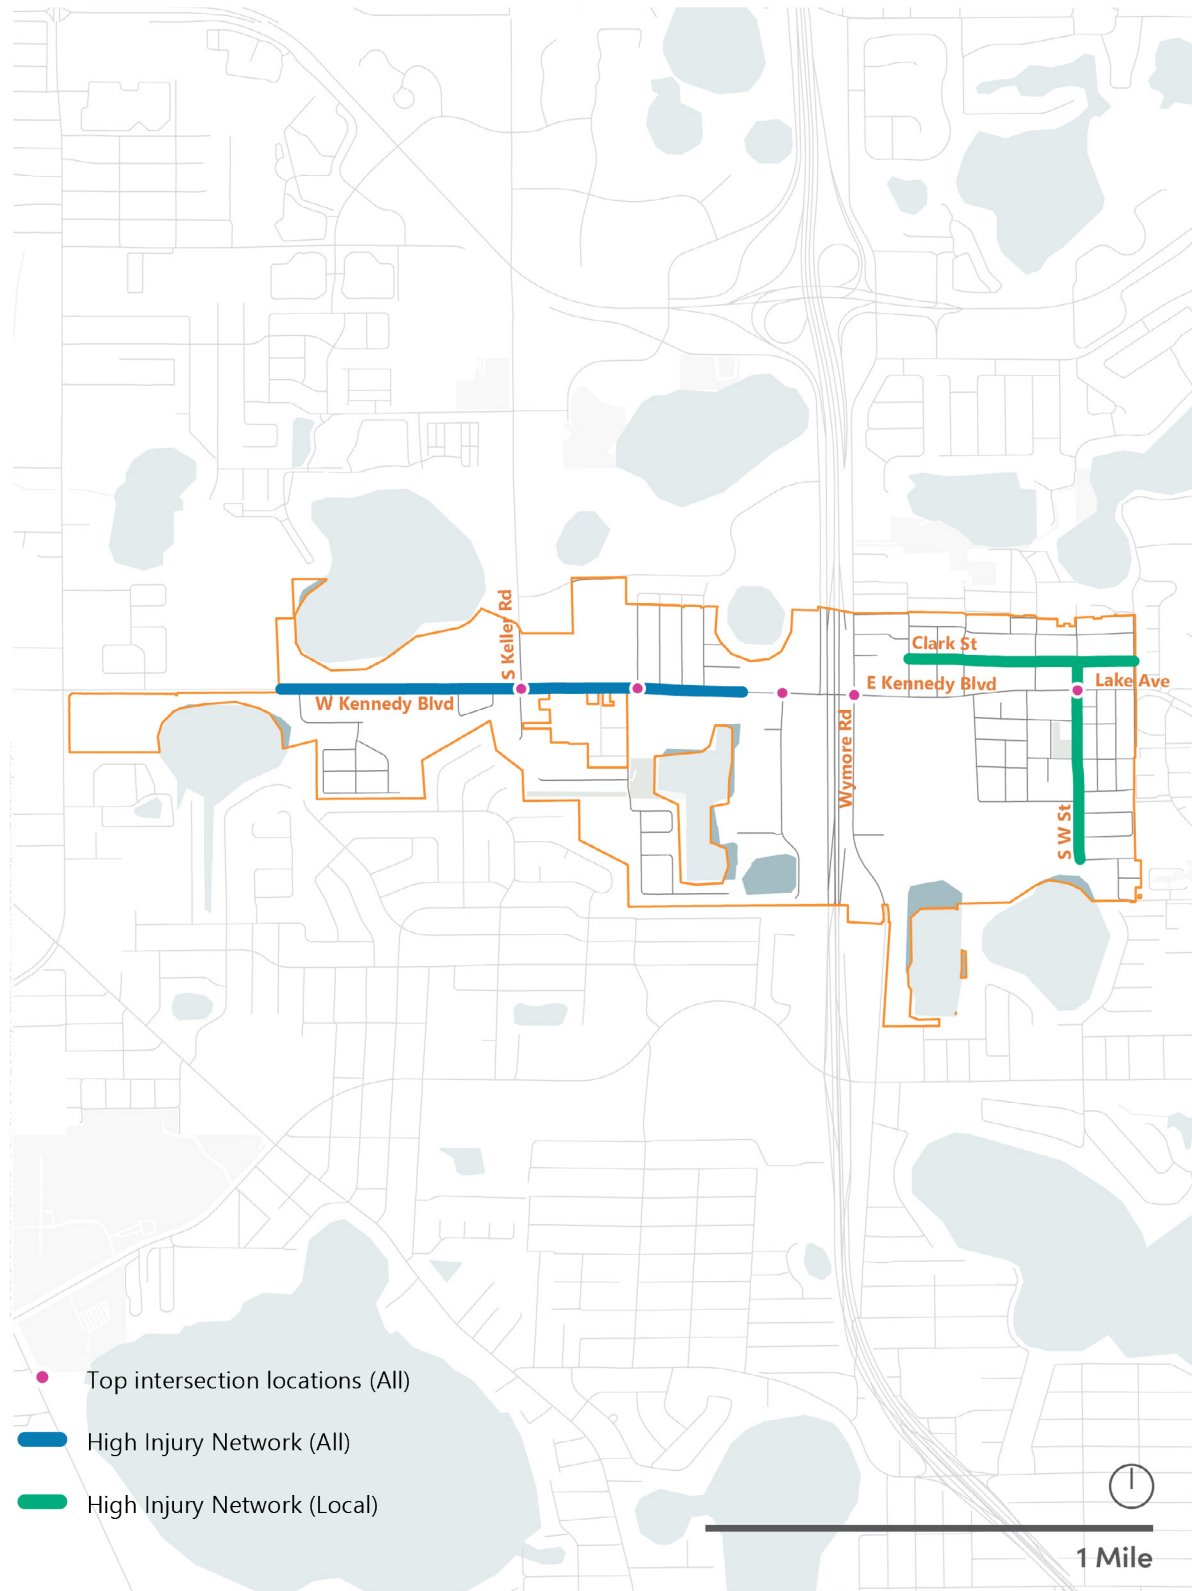 S Keller Rd
Clark St
W Kennedy Blvd
E Kennedy Blvd
Lake Ave
Wymore Rd
S W St
Top intersection locations (All)
High Injury Network (All)
High Injury Network (Local)
1 Mile